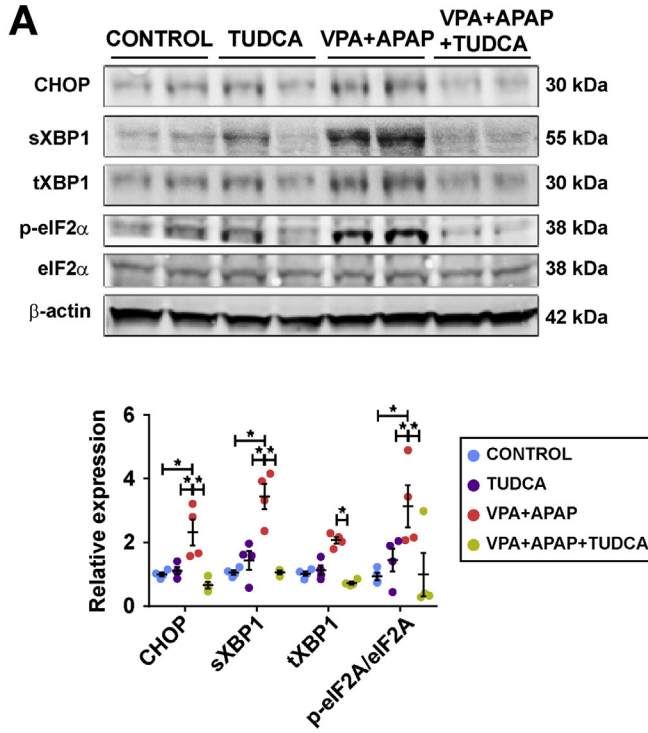 A
CONTROL TUDCA VPA+APAP VPA+APAP
+TUDCA
CHOP 30 kDa
sXBP1 55 kDa
tXBP1 30 kDa
p-eIF2α 38 kDa
eIF2α 38 kDa
β-actin 42 kDa
Relative expression
6
4
2
0
* * *
* * *
*
* * *
CHOP
sXBP1
tXBP1
p-eIF2A/eIF2A
CONTROL
TUDCA
VPA+APAP
VPA+APAP+TUDCA